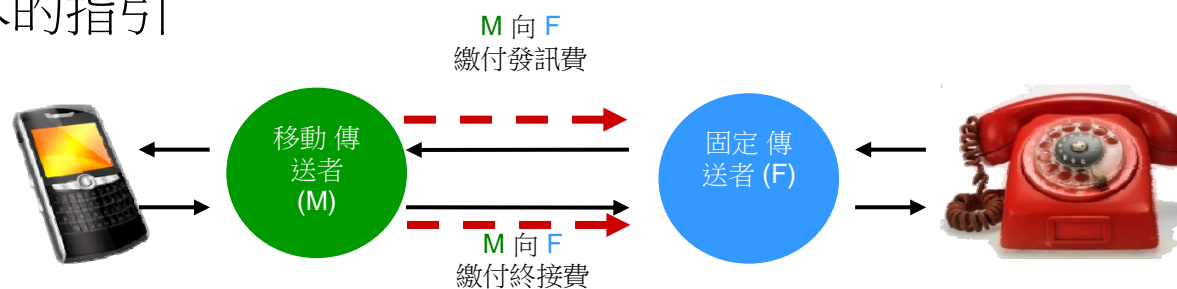 的指引
M 向 F
繳付發訊費
移動 傳
送者
(M)
固定 傳
送者 (F)
M 向 F
繳付終接費